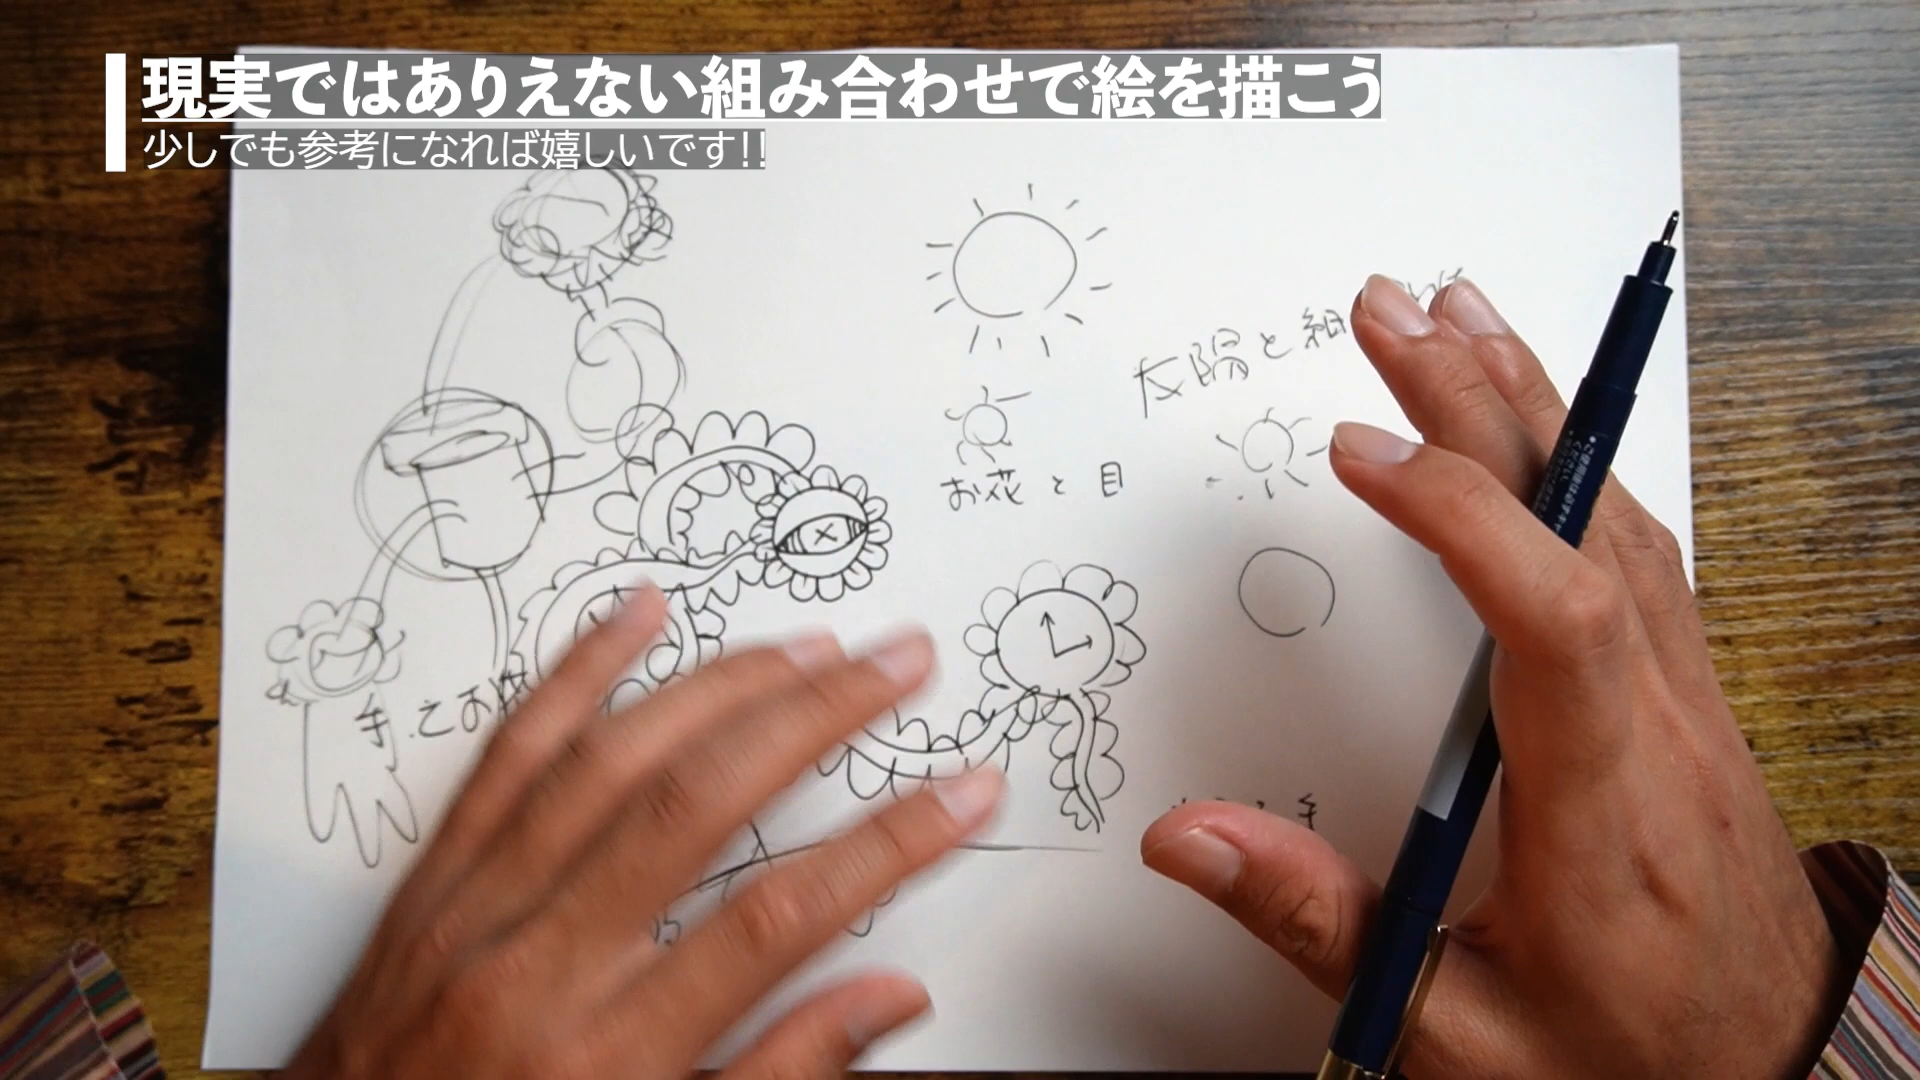 現実ではありえない組み合わせで絵を描こう
少しでも参考になれば嬉しいです!!
太陽と組
お花と目
手とお
手